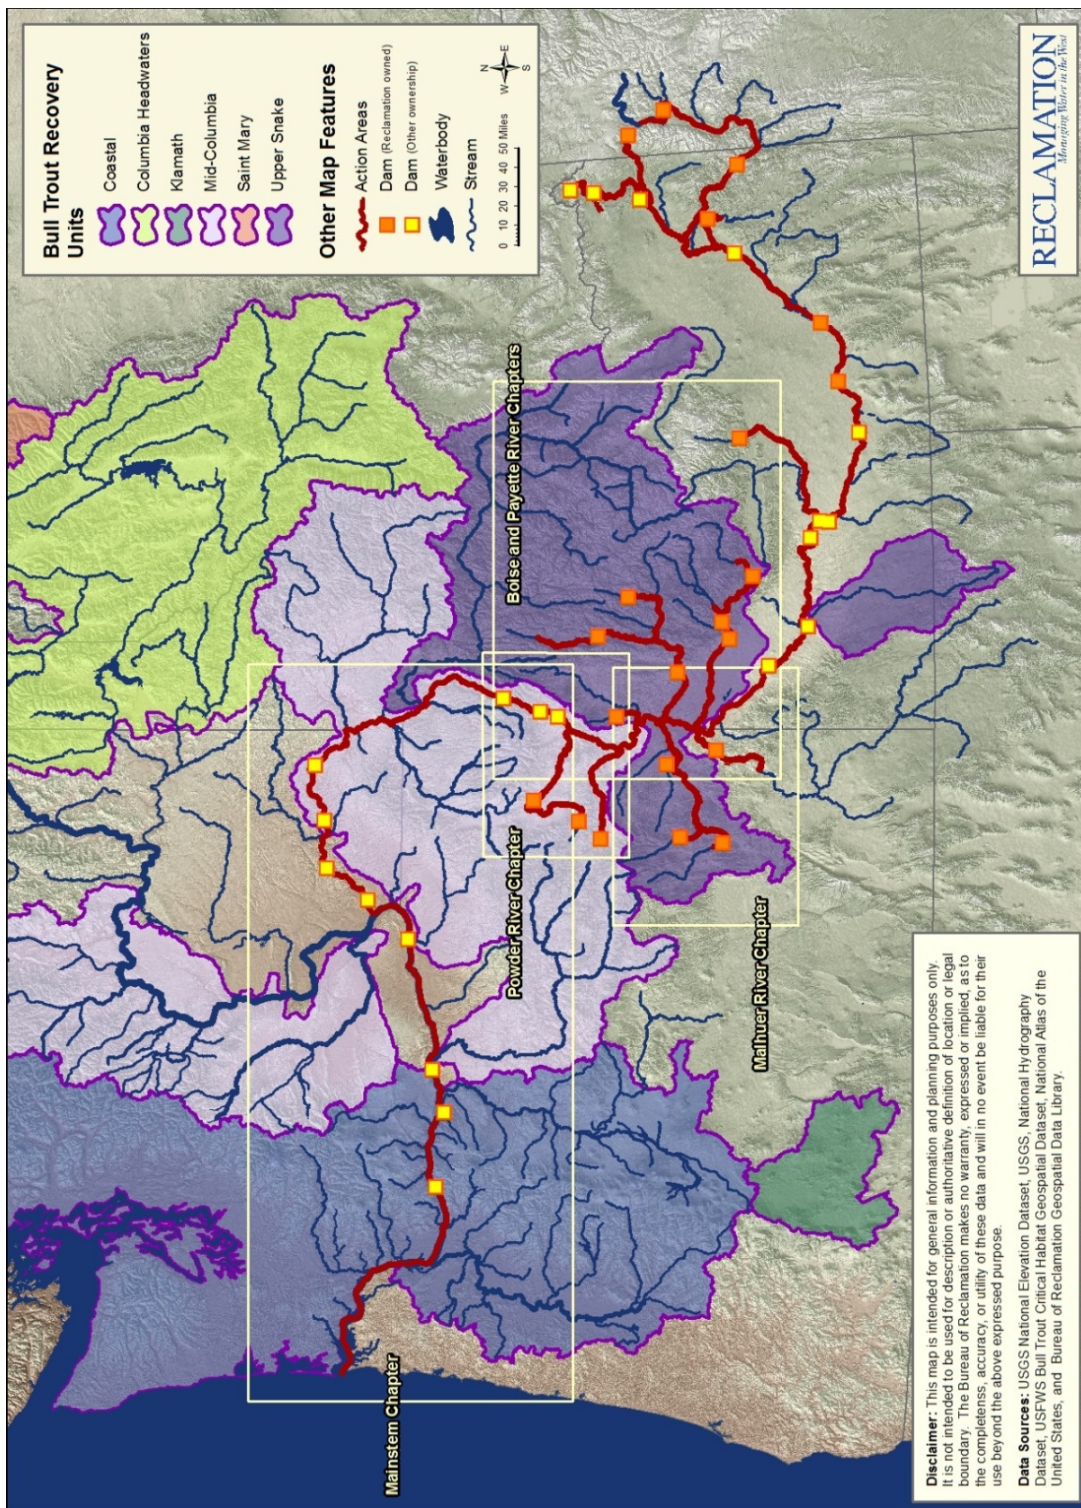 Bull Trout Recovery
Units
Coastal
Columbia Headwaters
Klamath
Mid-Columbia
Saint Mary
Upper Snake
Other Map Features
Action Areas
Dam (Reclamation owned)
Dam (Other ownership)
Waterbody
Stream
N
W
E
S
0 10 20 30 40 50 Miles
Boise and Payette River Chapters
Powder River Chapter
Malhuer River Chapter
Mainstem Chapter
Disclaimer: This map is intended for general information and planning purposes only.
It is not intended to be used for description or authoritative definition of location or legal
boundary. The Bureau of Reclamation makes no warranty, expressed or implied, as to
the completenss, accuracy, or utility of these data and will in no event be liable for their
use beyond the above expressed purpose.
Data Sources: USGS National Elevation Dataset, USGS, National Hydrography
Dataset, USFWS Bull Trout Critical Habitat Geospatial Dataset, National Atlas of the
United States, and Bureau of Reclamation Geospatial Data Library.
RECLAMATION
Managing Water in the West